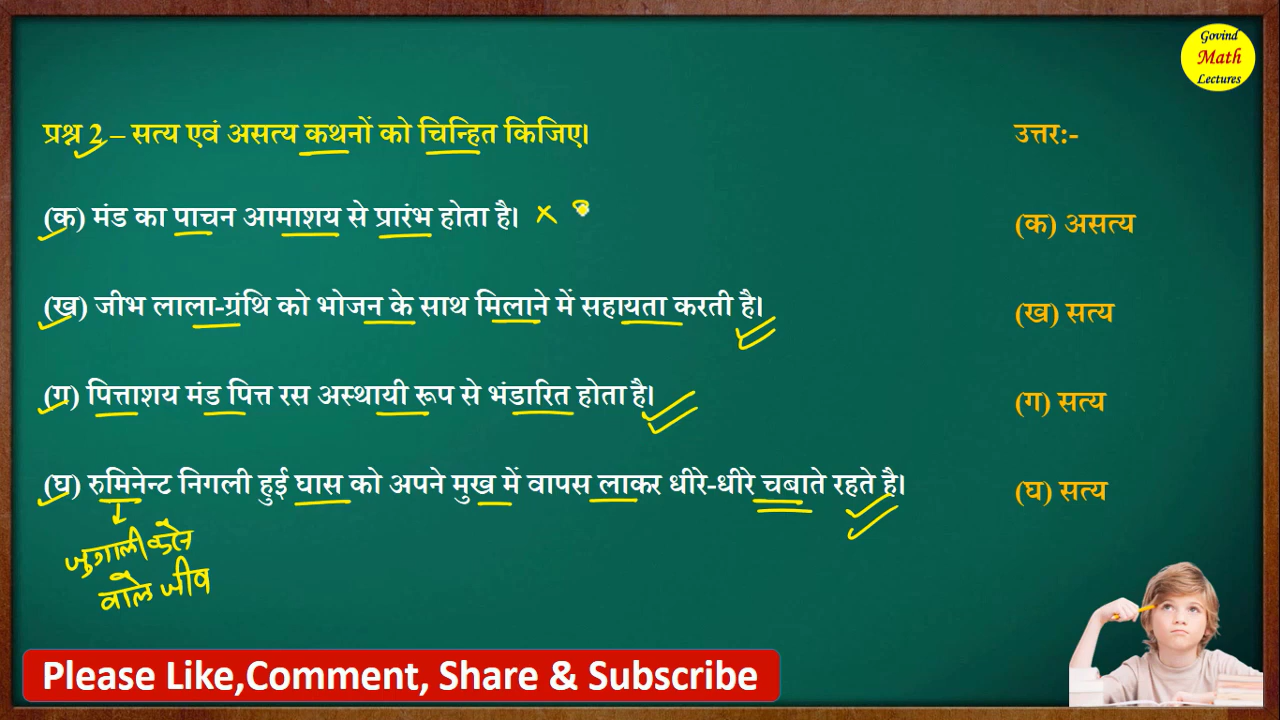 Govind
Math
Lectures
प्रश्न 2 – सत्य एवं असत्य कथनों को चिन्हित किजिए।
उत्तर:-
(क) मंड का पाचन आमाशय से प्रारंभ होता है। ×
(क) असत्य
(ख) जीभ लाला-ग्रंथि को भोजन के साथ मिलाने में सहायता करती है।
(ख) सत्य
(ग) पित्ताशय मंड पित्त रस अस्थायी रूप से भंडारित होता है।
(ग) सत्य
(घ) रुमिनेन्ट निगली हुई घास को अपने मुख में वापस लाकर धीरे-धीरे चबाते रहते है।
(घ) सत्य
जुगाली करने
वाले जीव
Please Like,Comment, Share & Subscribe